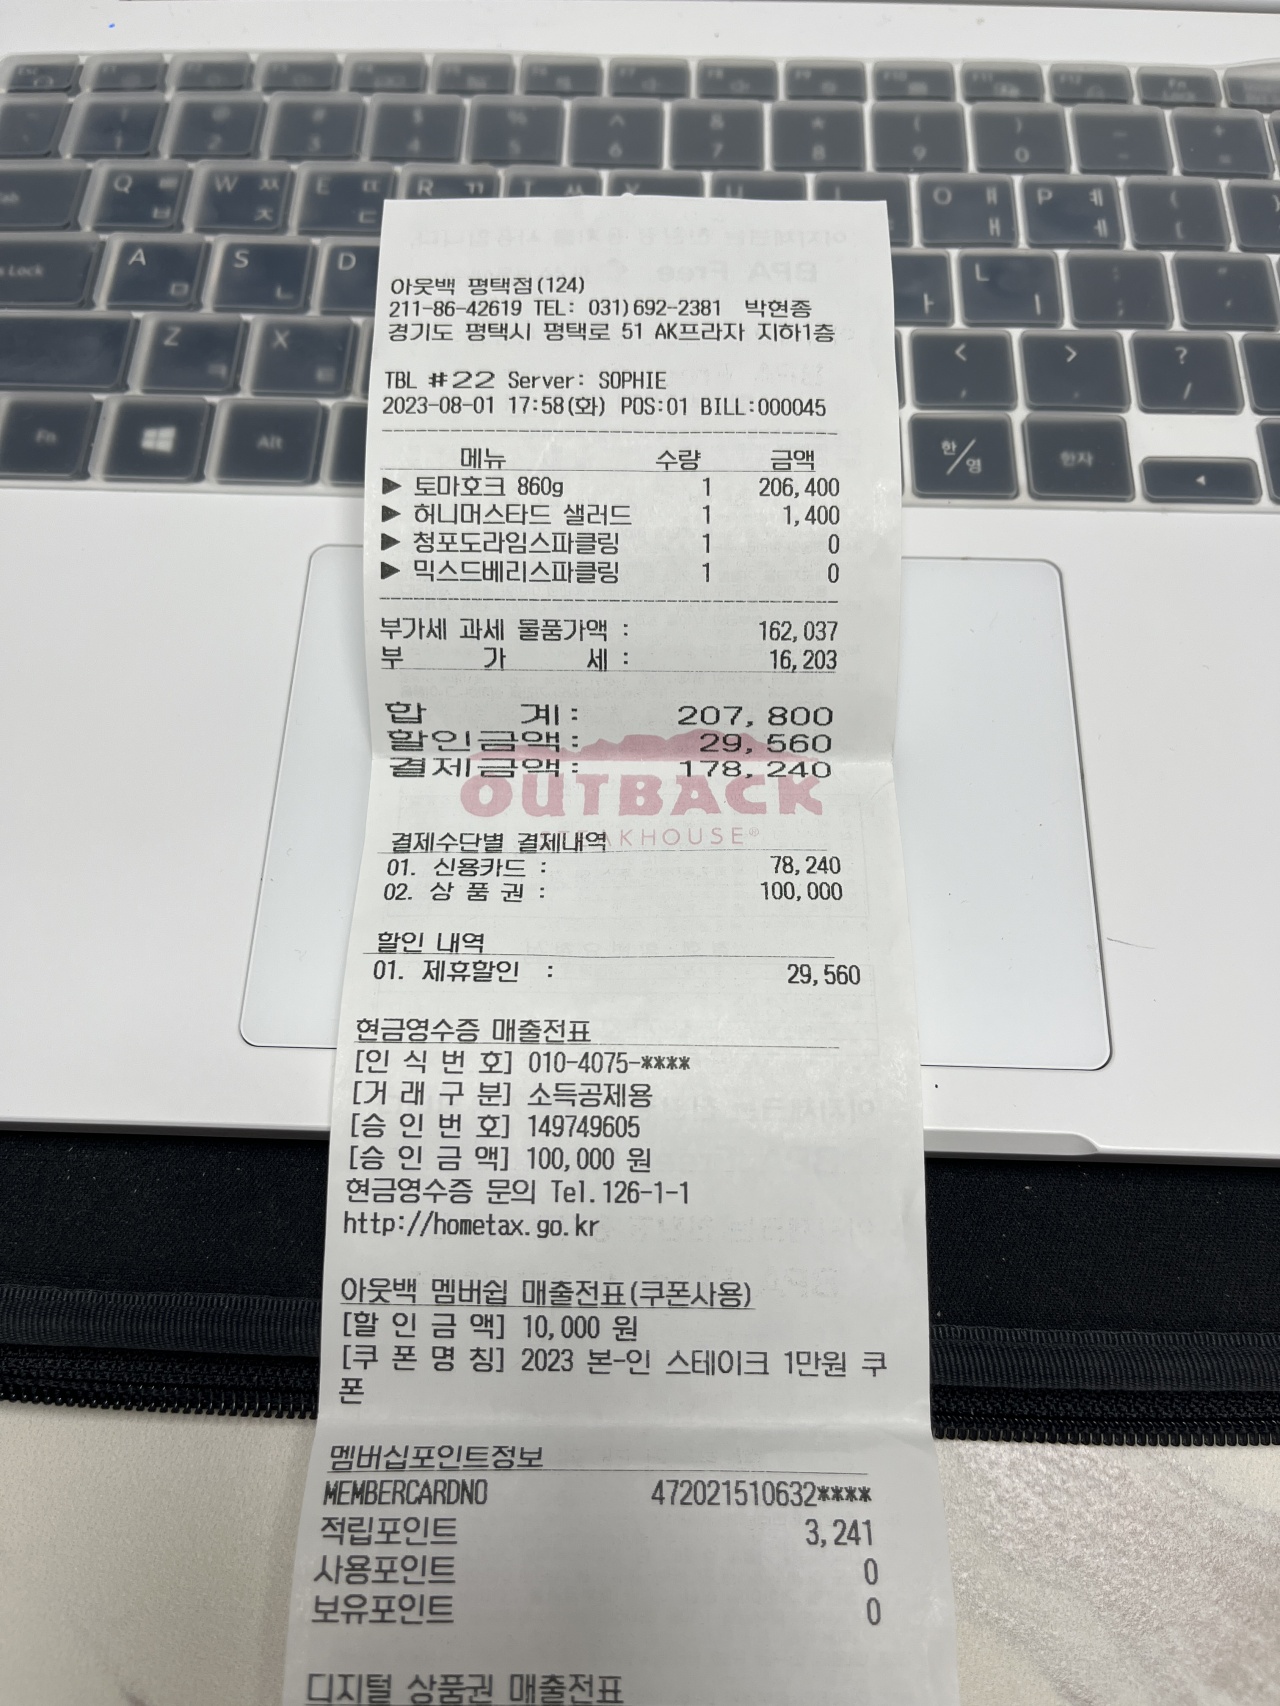 아웃백 평택점(124)
211-86-42619 TEL: 031)692-2381 박현종
경기도 평택시 평택로 51 AK프라자 지하1층
TBL #22 Server: SOPHIE
2023-08-01 17:58(화) POS:01 BILL:000045
메뉴 수량 금액
▶ 토마호크 860g 1 206,400
▶ 허니머스타드 샐러드 1 1,400
▶ 청포도라임스파클링 1 0
▶ 믹스드베리스파클링 1 0
부가세 과세 물품가액 : 162,037
부 가 세 : 16,203
합 계 : 207,800
할인금액 : 29,560
결제금액 : 178,240
OUTBACK
STEAKHOUSE®
결제수단별 결제내역
01. 신용카드 : 78,240
02. 상 품 권 : 100,000
할인 내역
01. 제휴할인 : 29,560
현금영수증 매출전표
[인 식 번 호] 010-4075-****
[거 래 구 분] 소득공제용
[승 인 번 호] 149749605
[승 인 금 액] 100,000 원
현금영수증 문의 Tel.126-1-1
http://hometax.go.kr
아웃백 멤버쉽 매출전표(쿠폰사용)
[할 인 금 액] 10,000 원
[쿠 폰 명 칭] 2023 본-인 스테이크 1만원 쿠
폰
멤버십포인트정보
MEMBERCARDNO 472021510632****
적립포인트 3,241
사용포인트 0
보유포인트 0
디지털 상품권 매출전표